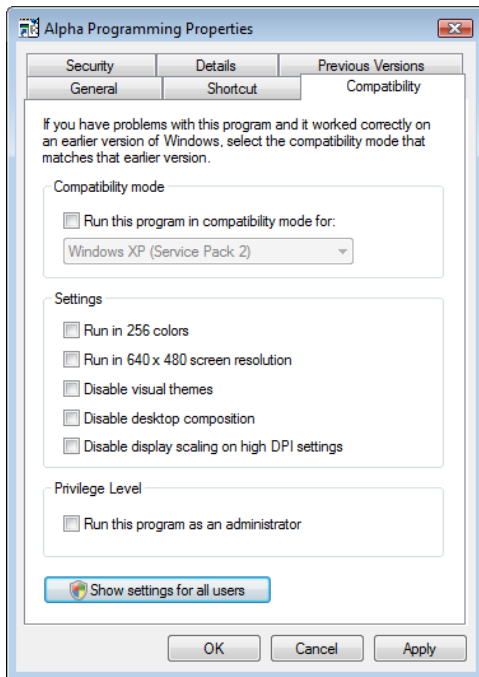 Alpha Programming Properties
Security Details Previous Versions
General Shortcut Compatibility
If you have problems with this program and it worked correctly on
an earlier version of Windows, select the compatibility mode that
matches that earlier version.
Compatibility mode
Run this program in compatibility mode for:
Windows XP (Service Pack 2)
Settings
Run in 256 colors
Run in 640 x 480 screen resolution
Disable visual themes
Disable desktop composition
Disable display scaling on high DPI settings
Privilege Level
Run this program as an administrator
Show settings for all users
OK Cancel Apply